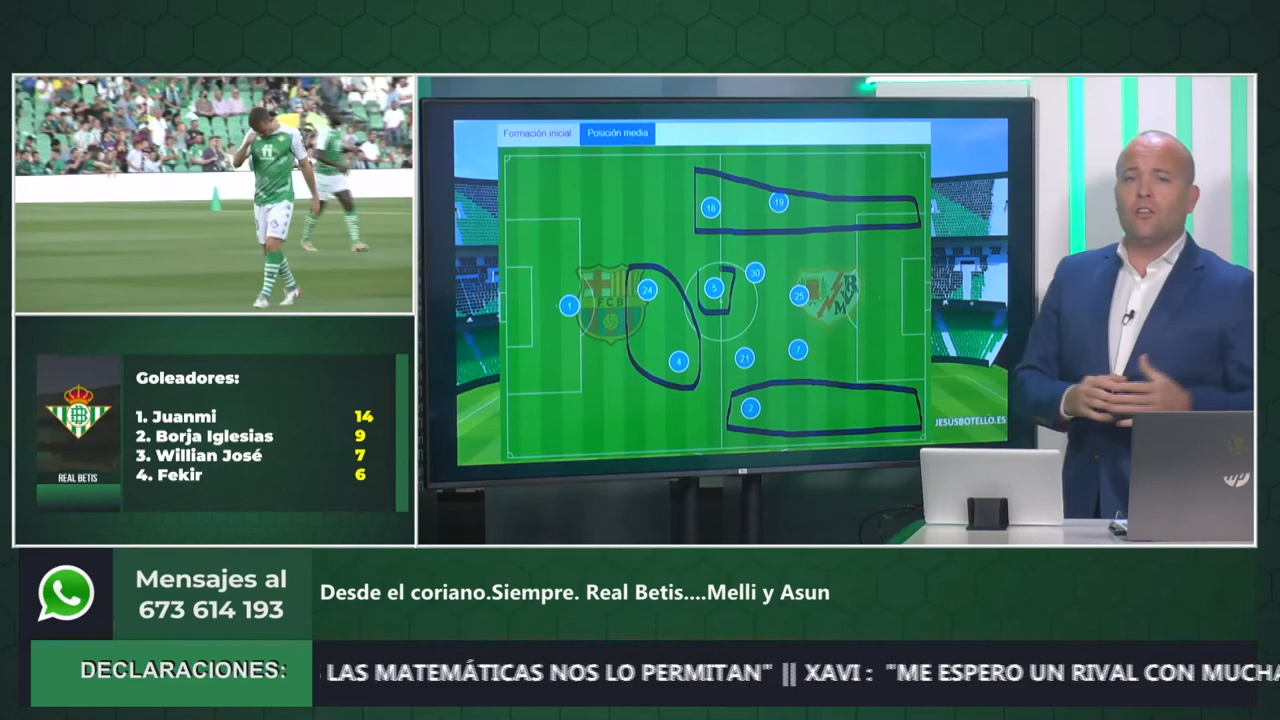 Formación inicial
Posición media
18
19
30
5
24
1
25
FCB
4
21
7
2
JESUSBOTELLO.ES
REAL BETIS
Goleadores:
1. Juanmi 14
2. Borja Iglesias 9
3. Willian José 7
4. Fekir 6
Mensajes al
673 614 193
Desde el coriano.Siempre. Real Betis....Melli y Asun
DECLARACIONES:
LAS MATEMÁTICAS NOS LO PERMITAN" || XAVI : "ME ESPERO UN RIVAL CON MUCHA